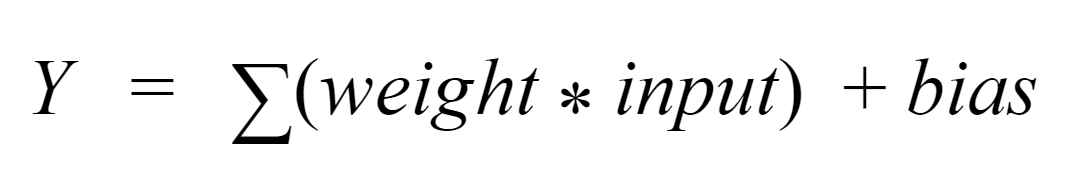 Y = ∑(weight * input) + bias